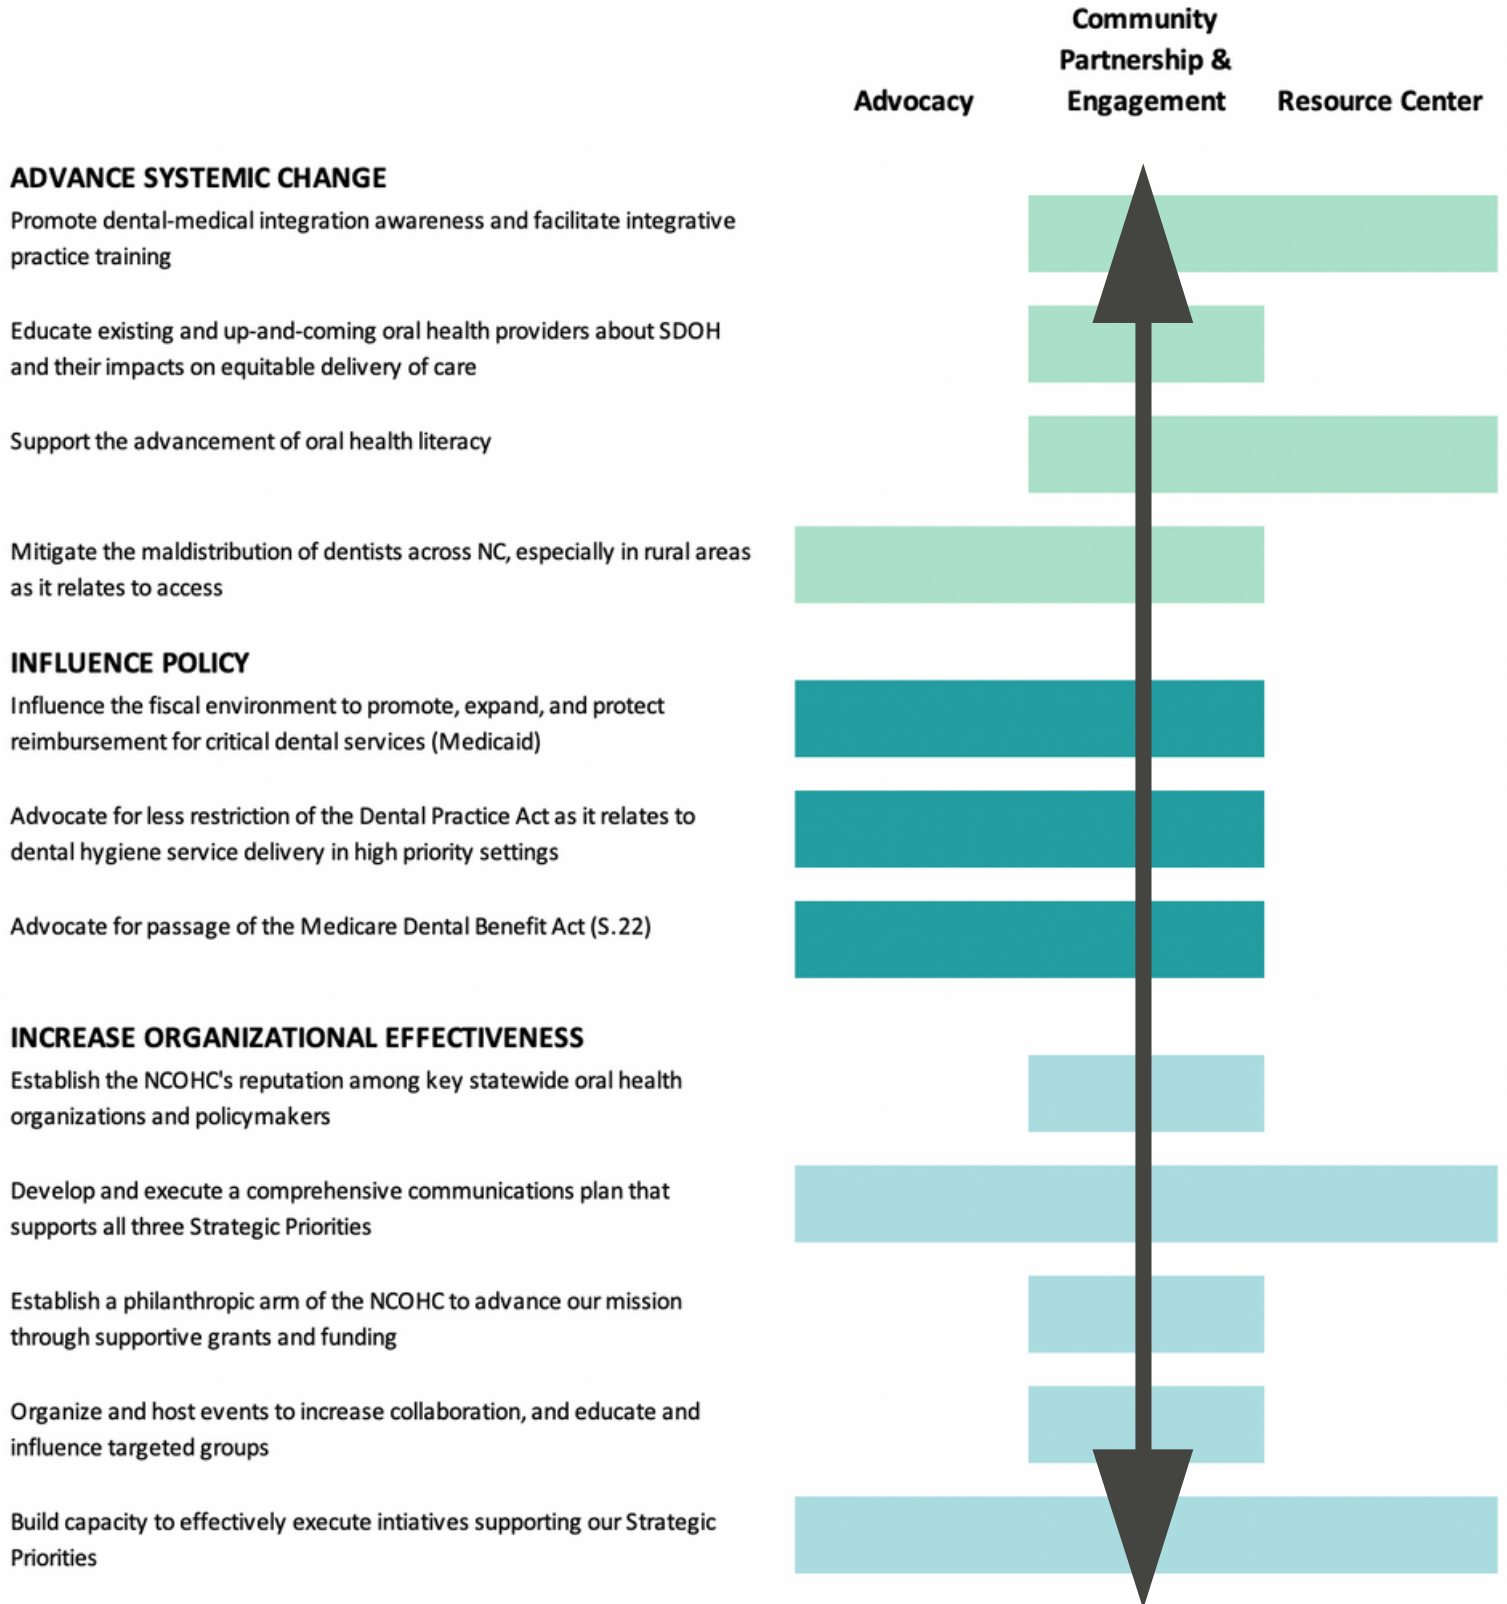 Community
Partnership &
Advocacy Engagement Resource Center
ADVANCE SYSTEMIC CHANGE
Promote dental-medical integration awareness and facilitate integrative
practice training
Educate existing and up-and-coming oral health providers about SDOH
and their impacts on equitable delivery of care
Support the advancement of oral health literacy
Mitigate the maldistribution of dentists across NC, especially in rural areas
as it relates to access
INFLUENCE POLICY
Influence the fiscal environment to promote, expand, and protect
reimbursement for critical dental services (Medicaid)
Advocate for less restriction of the Dental Practice Act as it relates to
dental hygiene service delivery in high priority settings
Advocate for passage of the Medicare Dental Benefit Act (S.22)
INCREASE ORGANIZATIONAL EFFECTIVENESS
Establish the NCOHC's reputation among key statewide oral health
organizations and policymakers
Develop and execute a comprehensive communications plan that
supports all three Strategic Priorities
Establish a philanthropic arm of the NCOHC to advance our mission
through supportive grants and funding
Organize and host events to increase collaboration, and educate and
influence targeted groups
Build capacity to effectively execute intiatives supporting our Strategic
Priorities